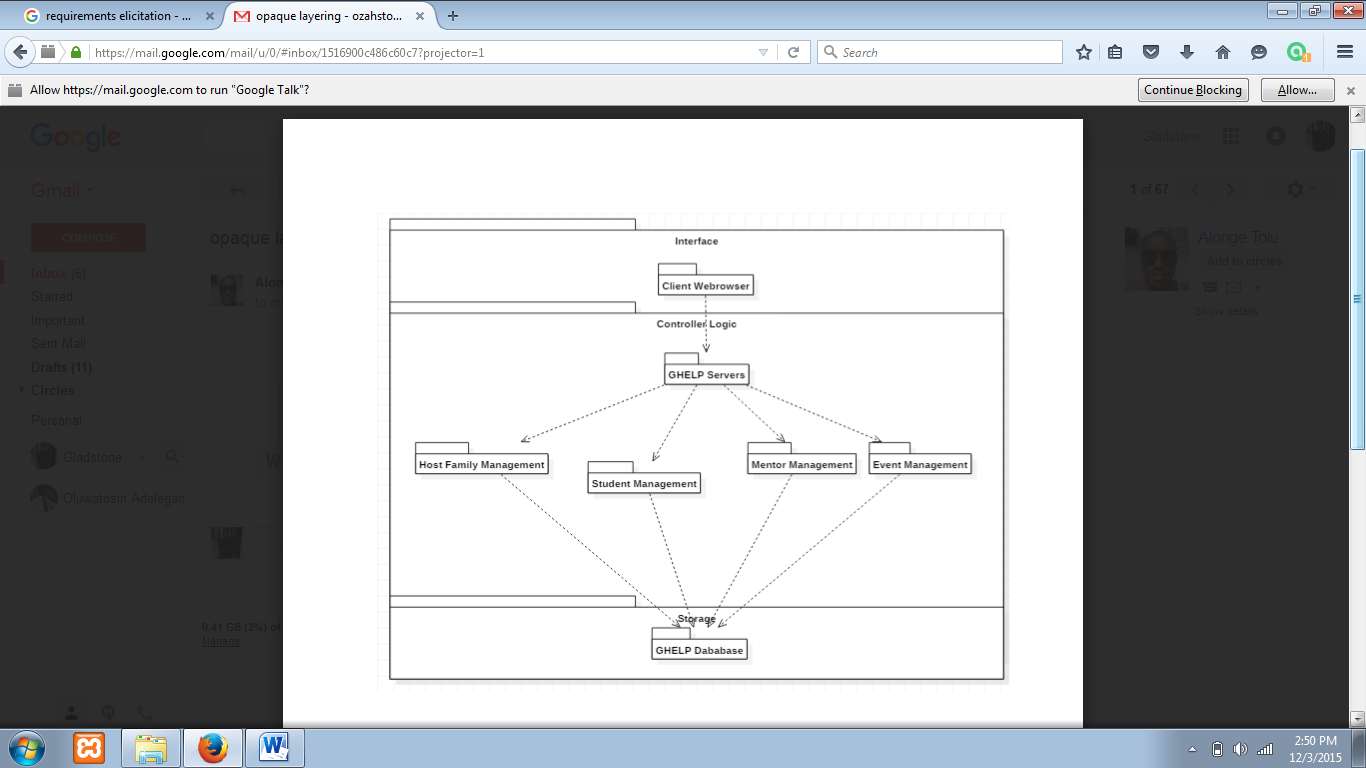 requirements elicitation - ...
opaque layering - ozahsto...
https://mail.google.com/mail/u/0/#inbox/1516900c486c60c7?projector=1
Search
Allow https://mail.google.com to run "Google Talk"?
Continue Blocking
Allow...
Google
Gladstone
Gmail
1 of 67
COMPOSE
opaque la
Inbox (6)
Starred
Important
Sent Mail
Drafts (11)
Circles
Personal
Gladstone
Oluwatosin Adelegan
Alon
to m
Alonge Tolu
Add to circles
Show details
0.41 GB (2%) of
Manage
Interface
Client Webrowser
Controller Logic
GHELP Servers
Host Family Management
Student Management
Mentor Management
Event Management
Storage
GHELP Dababase
2:50 PM
12/3/2015